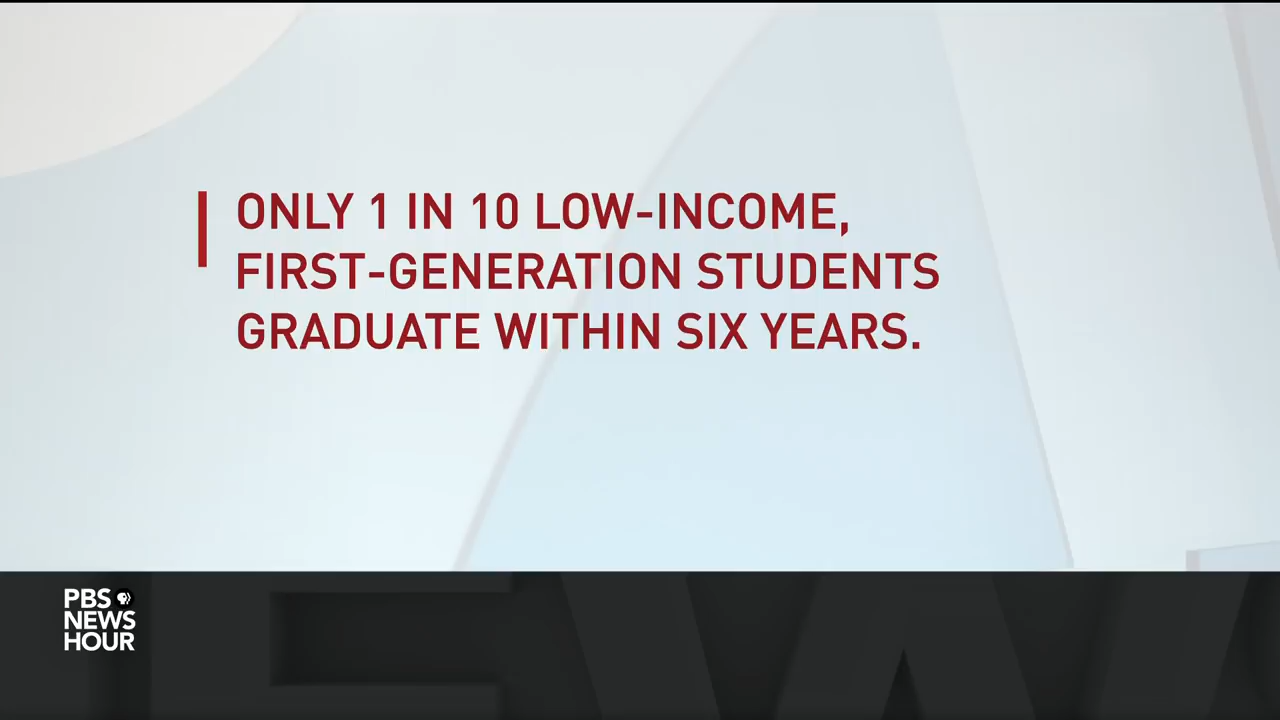 ONLY 1 IN 10 LOW-INCOME,
FIRST-GENERATION STUDENTS
GRADUATE WITHIN SIX YEARS.
PBS
NEWS
HOUR